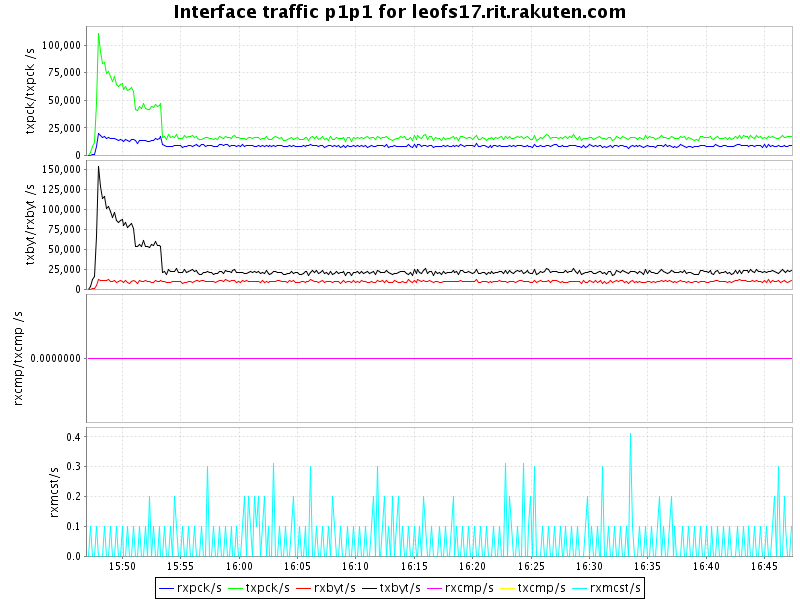 Interface traffic p1p1 for leofs17.rit.rakuten.com
txpck/txpck /s
100,000
75,000
50,000
25,000
0
txbyt/rxbyt /s
150,000
125,000
100,000
75,000
50,000
25,000
0
rxcmp/txcmp /s
0.0000000
rxmcst/s
0.4
0.3
0.2
0.1
0.0
15:50 15:55 16:00 16:05 16:10 16:15 16:20 16:25 16:30 16:35 16:40 16:45
rxpck/s txpck/s rxbyt/s txbyt/s rxcmp/s txcmp/s rxmcst/s